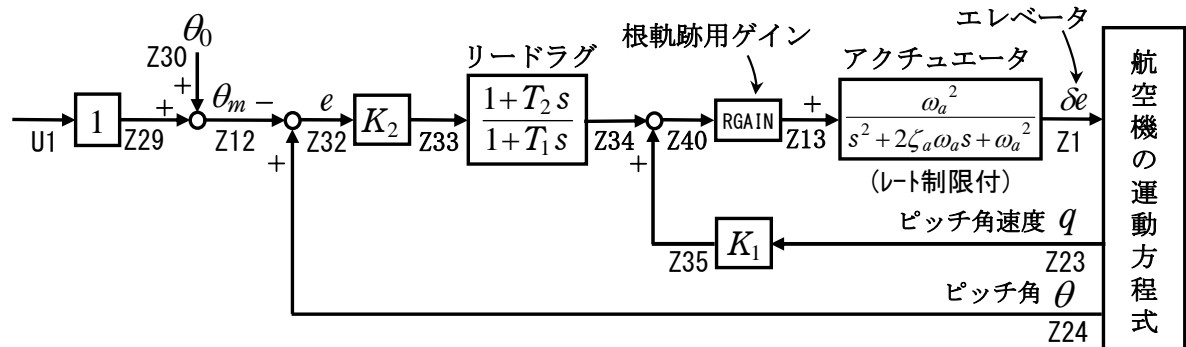 エレベータ
根軌跡用ゲイン
θ₀
Z30
リードラグ
アクチュエータ
+
U1
1
Z29
+
θm
−
Z12
+
e
Z32
K₂
Z33
1+T₂s
1+T₁s
Z34
+
Z40
RGAIN
+
Z13
ωa²
s²+2ζaωas+ωa²
(ﾚｰﾄ制限付)
δe
Z1
航空機の運動方程式
ピッチ角速度 q
K₁
Z35
Z23
ピッチ角 θ
Z24